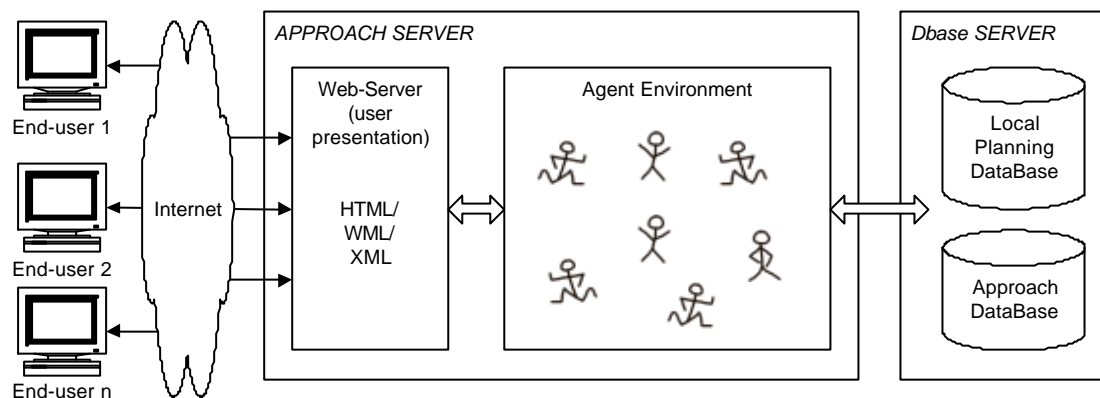 End-user 1
End-user 2
End-user n
Internet
APPROACH SERVER
Web-Server
(user
presentation)
HTML/
WML/
XML
Agent Environment
Dbase SERVER
Local
Planning
DataBase
Approach
DataBase